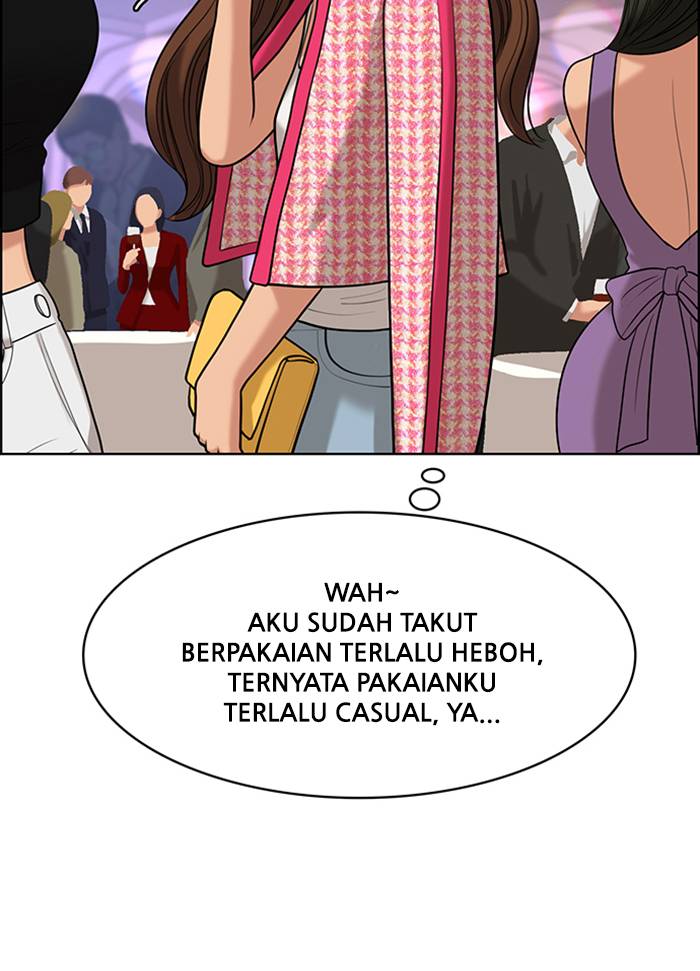 WAH~
AKU SUDAH TAKUT
BERPAKAIAN TERLALU HEBOH,
TERNYATA PAKAIANKU
TERLALU CASUAL, YA...